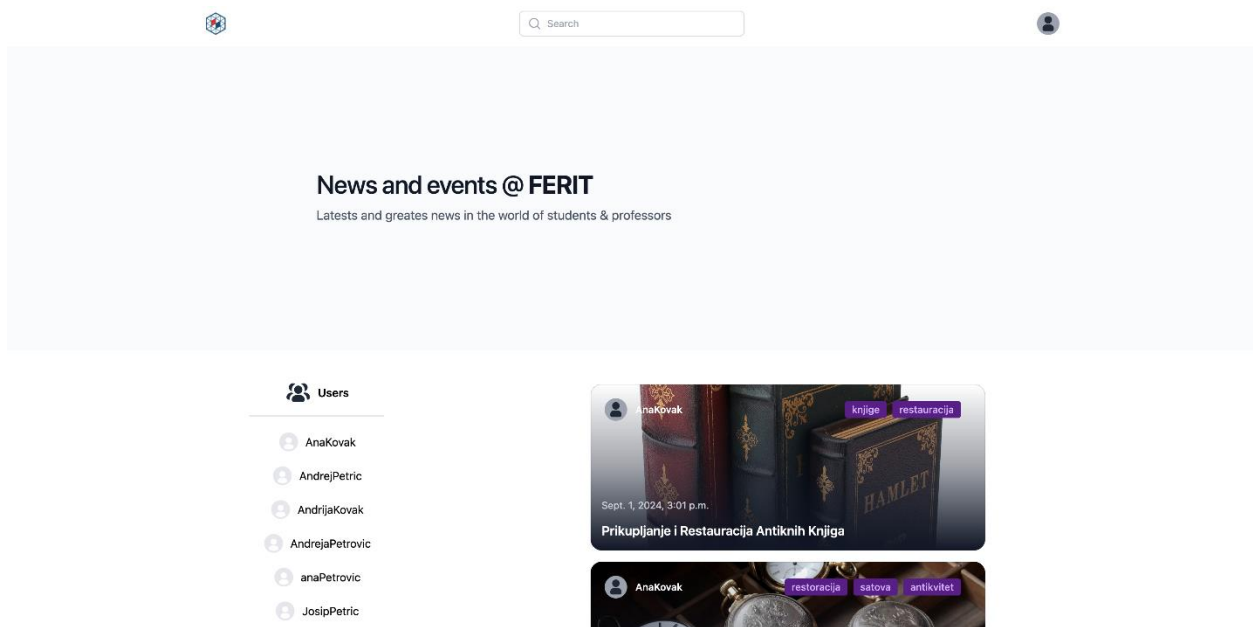 Search
News and events @ FERIT
Latests and greates news in the world of students & professors
Users
AnaKovak
AndrejPetric
AndrijaKovak
AndrejaPetrovic
anaPetrovic
JosipPetric
AnaKovak
knjige
restauracija
HAMLET
Sept. 1, 2024, 3:01 p.m.
Prikupljanje i Restauracija Antiknih Knjiga
AnaKovak
restoracija
satova
antikvitet